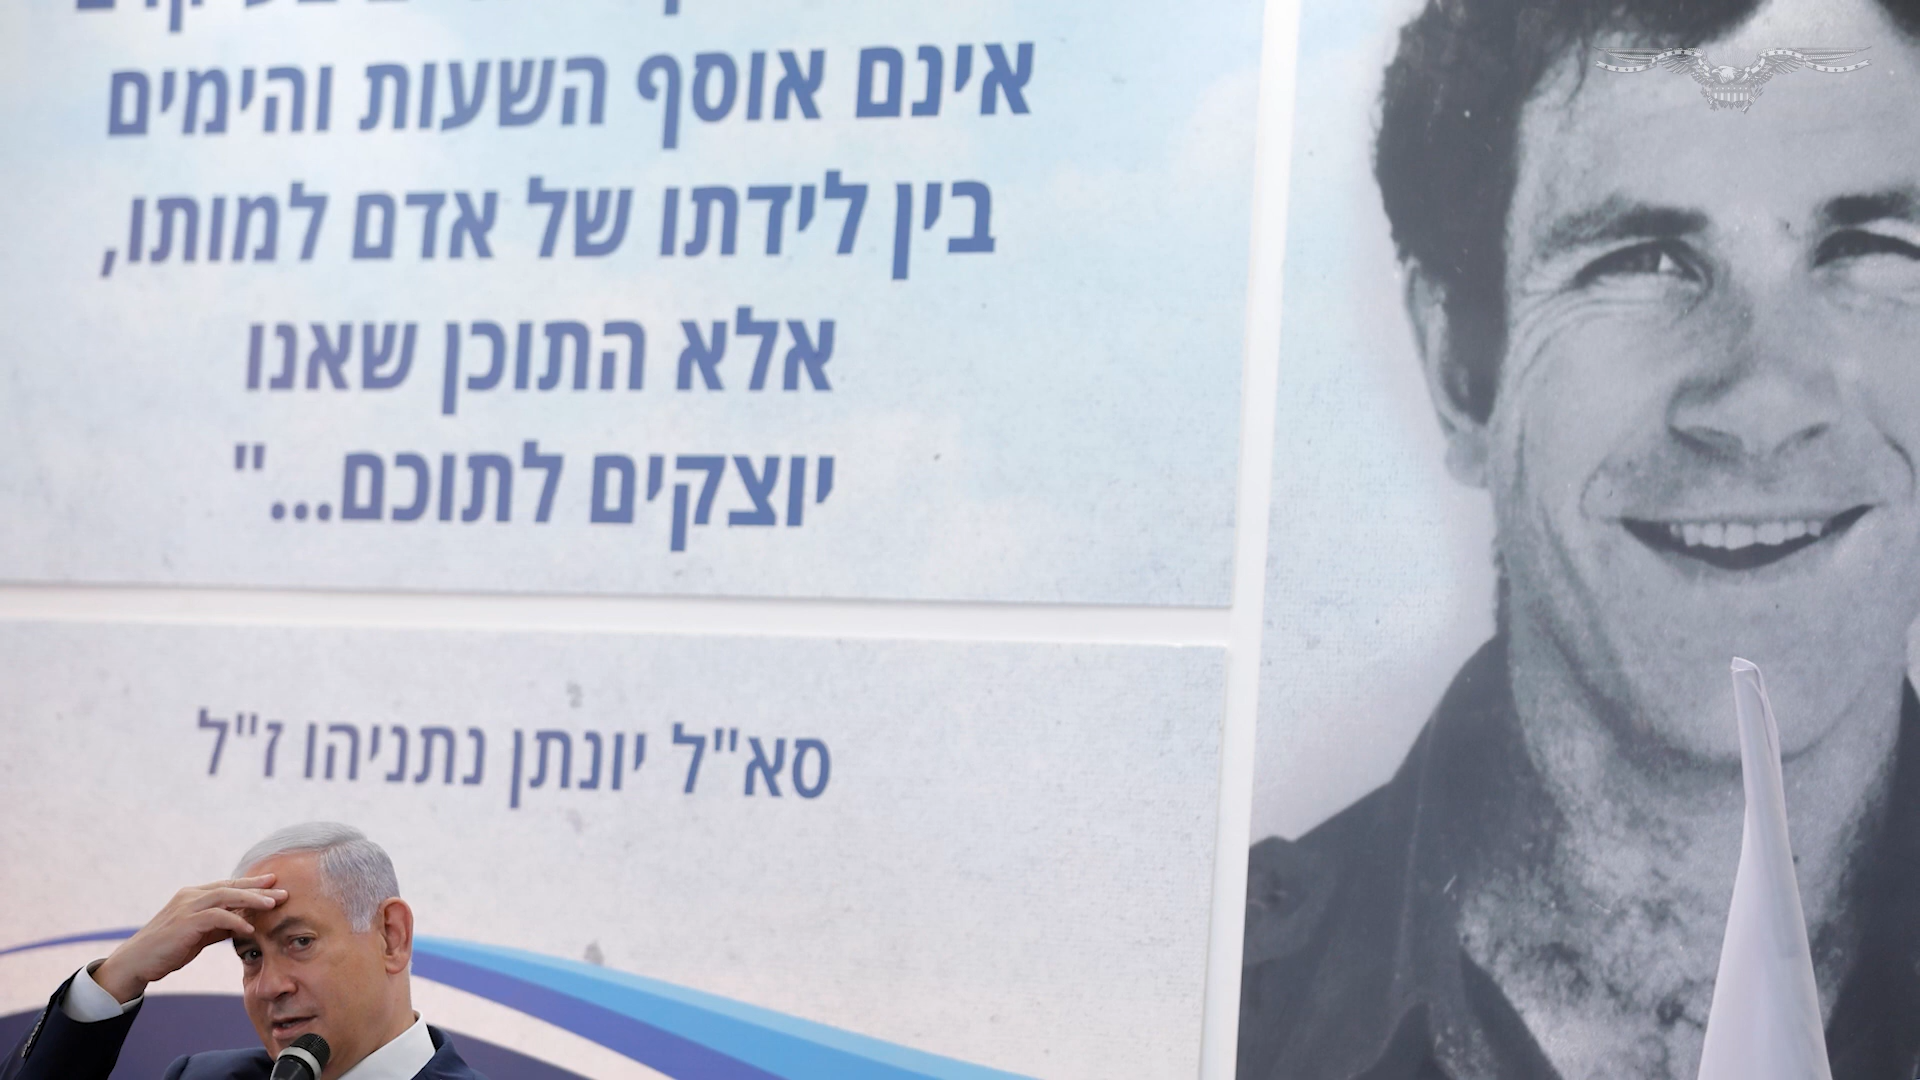 אינם אוסף השעות והימים
בין לידתו של אדם למותו,
אלא התוכן שאנו
יוצקים לתוכם..."
סא"ל יונתן נתניהו ז"ל